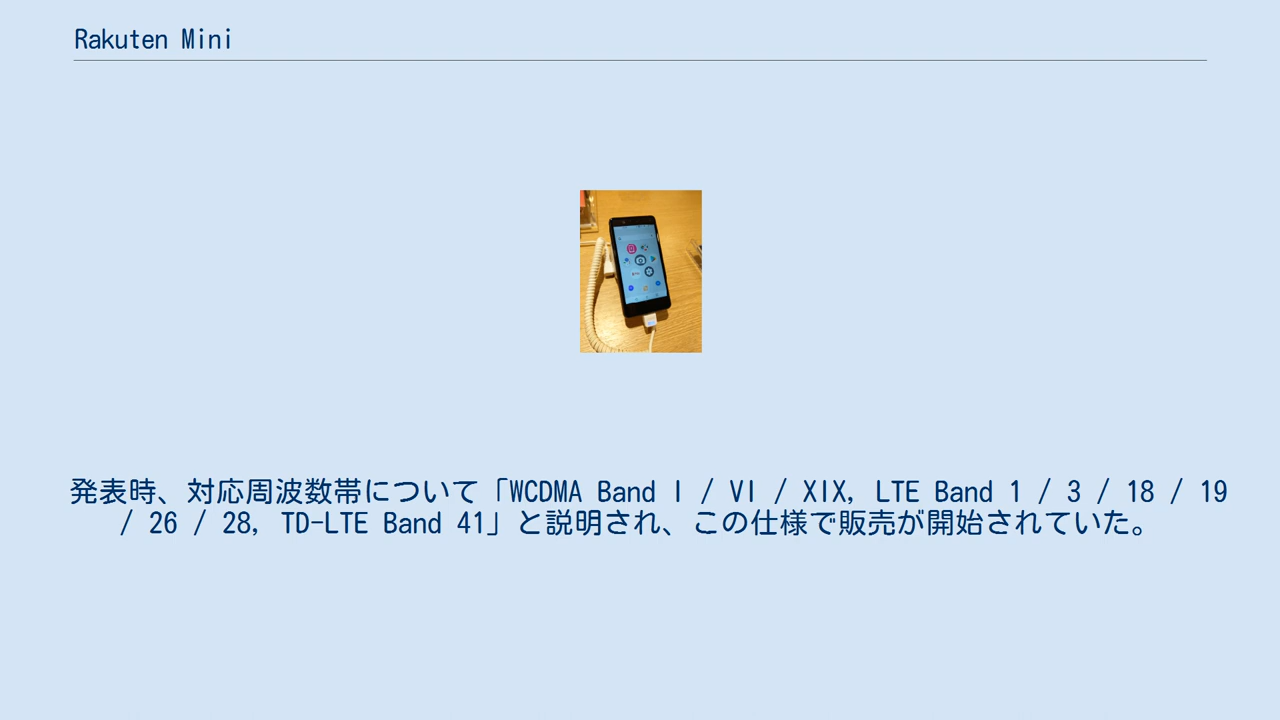 Rakuten Mini
発表時、対応周波数帯について「WCDMA Band I / VI / XIX, LTE Band 1 / 3 / 18 / 19
/ 26 / 28, TD-LTE Band 41」と説明され、この仕様で販売が開始されていた。